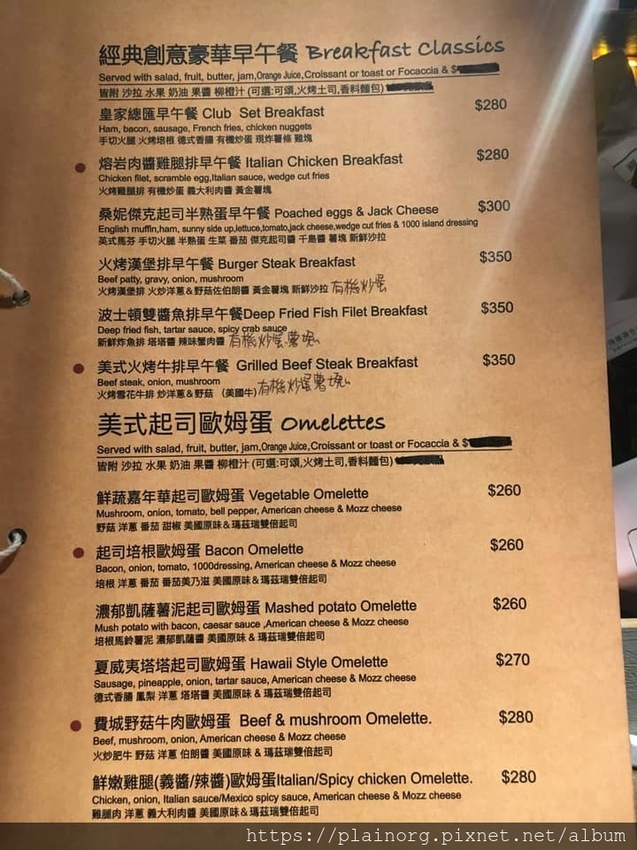 經典創意豪華早午餐 Breakfast Classics
Served with salad, fruit, butter, jam,Orange Juice,Croissant or toast or Focaccia & $
皆附 沙拉 水果 奶油 果醬 柳橙汁 (可選:可頌,火烤土司,香料麵包)
皇家總匯早午餐 Club Set Breakfast $280
Ham, bacon, sausage, French fries, chicken nuggets
手切火腿 火烤培根 德式香腸 有機炒蛋 現炸薯條 雞塊
熔岩肉醬雞腿排早午餐 Italian Chicken Breakfast $280
Chicken filet, scramble egg,Italian sauce, wedge cut fries
火烤雞腿排 有機炒蛋 義大利肉醬 黃金薯塊
桑妮傑克起司半熟蛋早午餐 Poached eggs & Jack Cheese $300
English muffin,ham, sunny side up,lettuce,tomato,jack cheese,wedge cut fries & 1000 island dressing
英式馬芬 手切火腿 半熟蛋 生菜 番茄 傑克起司醬 千島醬 薯塊 新鮮沙拉
火烤漢堡排早午餐 Burger Steak Breakfast $350
Beef patty, gravy, onion, mushroom
火烤漢堡排 火炒洋蔥&野菇佐伯朗醬 黃金薯塊 新鮮沙拉 有機炒蛋
波士頓雙醬魚排早午餐Deep Fried Fish Filet Breakfast $350
Deep fried fish, tartar sauce, spicy crab sauce
新鮮炸魚排 塔塔醬 辣味蟹肉醬 有機炒蛋薯塊
美式火烤牛排早午餐 Grilled Beef Steak Breakfast $350
Beef steak, onion, mushroom
火烤雪花牛排 炒洋蔥&野菇 (美國牛) 有機炒蛋薯塊
美式起司歐姆蛋 Omelettes
Served with salad, fruit, butter, jam,Orange Juice,Croissant or toast or Focaccia & $
皆附 沙拉 水果 奶油 果醬 柳橙汁 (可選:可頌,火烤土司,香料麵包)
鮮蔬嘉年華起司歐姆蛋 Vegetable Omelette $260
Mushroom, onion, tomato, bell pepper, American cheese & Mozz cheese
野菇 洋蔥 番茄 甜椒 美國原味&瑪茲瑞雙倍起司
起司培根歐姆蛋 Bacon Omelette $260
Bacon, onion, tomato, 1000dressing, American cheese & Mozz cheese
培根 洋蔥 番茄 番茄美乃滋 美國原味&瑪茲瑞雙倍起司
濃郁凱薩薯泥起司歐姆蛋 Mashed potato Omelette $260
Mush potato with bacon, caesar sauce ,American cheese & Mozz cheese
培根馬鈴薯泥 濃郁凱薩醬 美國原味 & 瑪茲瑞雙倍起司
夏威夷塔塔起司歐姆蛋 Hawaii Style Omelette $270
Sausage, pineapple, onion, tartar sauce, American cheese & Mozz cheese
德式香腸 鳳梨 洋蔥 塔塔醬 美國原味 & 瑪茲瑞雙倍起司
費城野菇牛肉歐姆蛋 Beef & mushroom Omelette. $280
Beef, mushroom, onion, American cheese & Mozz cheese
火炒肥牛 野菇 洋蔥 伯朗醬 美國原味 & 瑪茲瑞雙倍起司
鮮嫩雞腿(義醬/辣醬)歐姆蛋Italian/Spicy chicken Omelette. $280
Chicken, onion, Italian sauce/Mexico spicy sauce, American cheese & Mozz cheese
雞腿肉 洋蔥 義大利肉醬 美國原味&瑪茲瑞雙倍起司
https://plainorg.pixnet.net/album